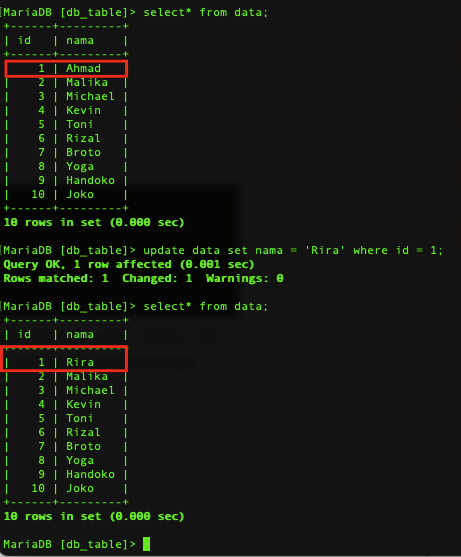 [MariaDB [db_table]> select* from data;
+------+---------+
| id   | nama    |
+------+---------+
|    1 | Ahmad   |
|    2 | Malika  |
|    3 | Michael |
|    4 | Kevin   |
|    5 | Toni    |
|    6 | Rizal   |
|    7 | Broto   |
|    8 | Yoga    |
|    9 | Handoko |
|   10 | Joko    |
+------+---------+
10 rows in set (0.000 sec)
[MariaDB [db_table]> update data set nama = 'Rira' where id = 1;
Query OK, 1 row affected (0.001 sec)
Rows matched: 1  Changed: 1  Warnings: 0
[MariaDB [db_table]> select* from data;
+------+---------+
| id   | nama    |
+------+---------+
|    1 | Rira    |
|    2 | Malika  |
|    3 | Michael |
|    4 | Kevin   |
|    5 | Toni    |
|    6 | Rizal   |
|    7 | Broto   |
|    8 | Yoga    |
|    9 | Handoko |
|   10 | Joko    |
+------+---------+
10 rows in set (0.000 sec)
MariaDB [db_table]>